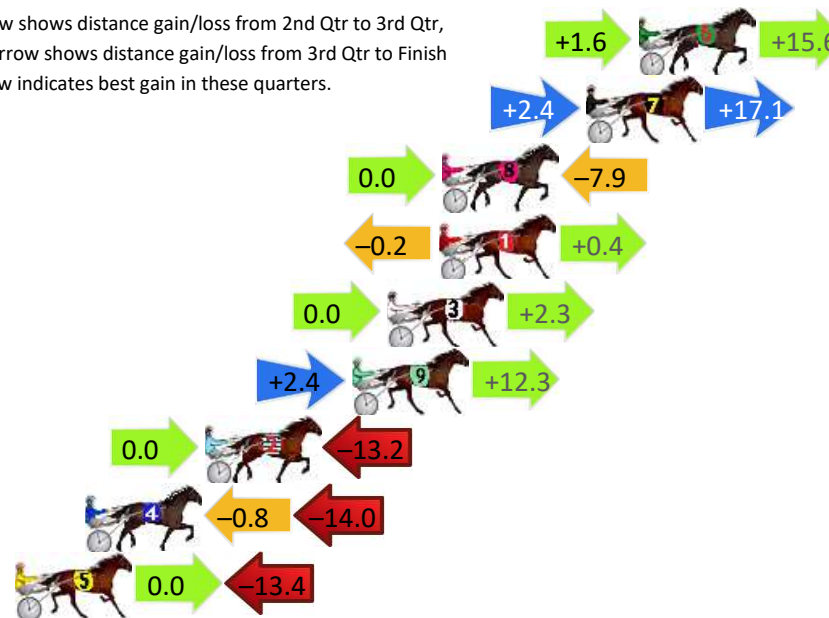 w shows distance gain/loss from 2nd Qtr to 3rd Qtr,
rrow shows distance gain/loss from 3rd Qtr to Finish
w indicates best gain in these quarters.
+1.6 6 +15.6
+2.4 7 +17.1
0.0 8 –7.9
–0.2 1 +0.4
0.0 3 +2.3
+2.4 9 +12.3
0.0 2 –13.2
4 –0.8 –14.0
5 0.0 –13.4